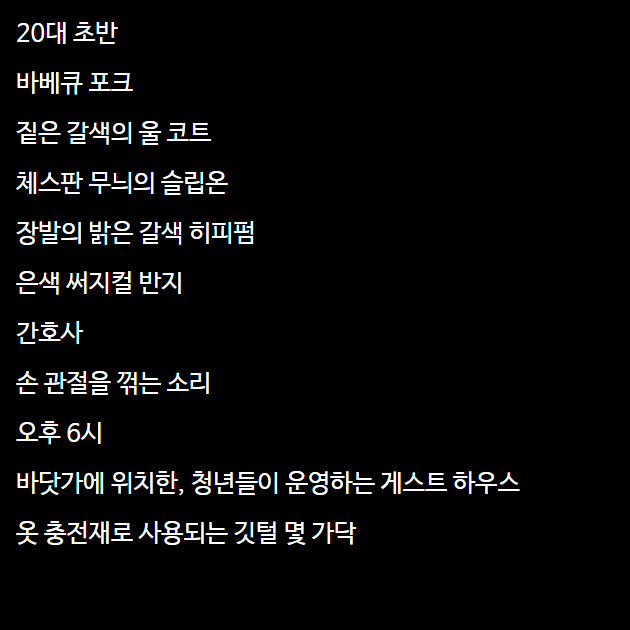 20대 초반
바베큐 포크
짙은 갈색의 울 코트
체스판 무늬의 슬립온
장발의 밝은 갈색 히피펌
은색 써지컬 반지
간호사
손 관절을 꺾는 소리
오후 6시
바닷가에 위치한, 청년들이 운영하는 게스트 하우스
옷 충전재로 사용되는 깃털 몇 가닥